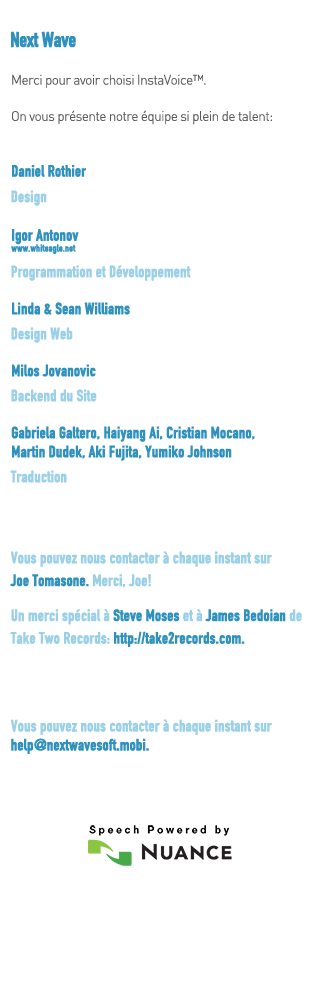 Next Wave
Merci pour avoir choisi InstaVoice™.
On vous présente notre équipe si plein de talent:
Daniel Rothier
Design
Igor Antonov
www.whiteagle.net
Programmation et Développement
Linda & Sean Williams
Design Web
Milos Jovanovic
Backend du Site
Gabriela Galtero, Haiyang Ai, Cristian Mocano,
Martin Dudek, Aki Fujita, Yumiko Johnson
Traduction
Vous pouvez nous contacter à chaque instant sur
Joe Tomasone. Merci, Joe!
Un merci spécial à Steve Moses et à James Bedoian de
Take Two Records: http://take2records.com.
Vous pouvez nous contacter à chaque instant sur
help@nextwavesoft.mobi.
Speech Powered by
NUANCE